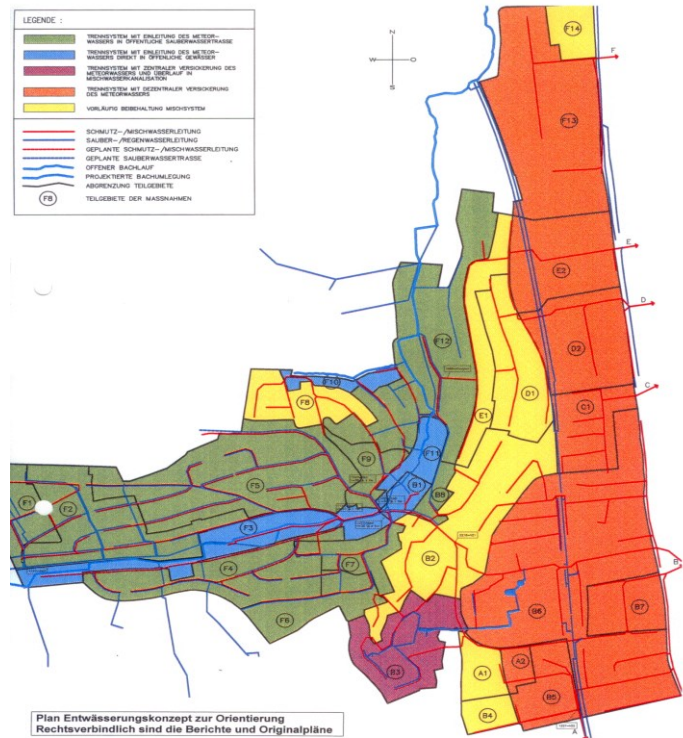 LEGENDE :
TRENNSYSTEM MIT EINLEITUNG DES METEOR-
WASSERS IN ÖFFENTLICHE SAUBERWASSERTRASSE
TRENNSYSTEM MIT EINLEITUNG DES METEOR-
WASSERS DIREKT IN ÖFFENTLICHE GEWÄSSER
TRENNSYSTEM MIT ZENTRALER VERSICKERUNG DES
METEORWASSERS UND ÜBERLAUF IN
MISCHWASSERKANALISATION
TRENNSYSTEM MIT DEZENTRALER VERSICKERUNG
DES METEORWASSERS
VORLÄUFIG BEIBEHALTUNG MISCHSYSTEM
SCHMUTZ-/MISCHWASSERLEITUNG
SAUBER-/REGENWASSERLEITUNG
GEPLANTE SCHMUTZ-/MISCHWASSERLEITUNG
GEPLANTE SAUBERWASSERTRASSE
OFFENER BACHLAUF
PROJEKTIERTE BACHUMLEGUNG
ABGRENZUNG TEILGEBIETE
F8 TEILGEBIETE DER MASSNAHMEN
N
W O
S
F14
F
F13
E
E2
D
F12
D2
F10
C
F8
D1
C1
E1
F9
F11
F5
B1
B8
F1
F2
F3
B2
F4
F7
B
B6
B7
F6
A2
B3
A1
B5
B4
A
Plan Entwässerungskonzept zur Orientierung
Rechtsverbindlich sind die Berichte und Originalpläne